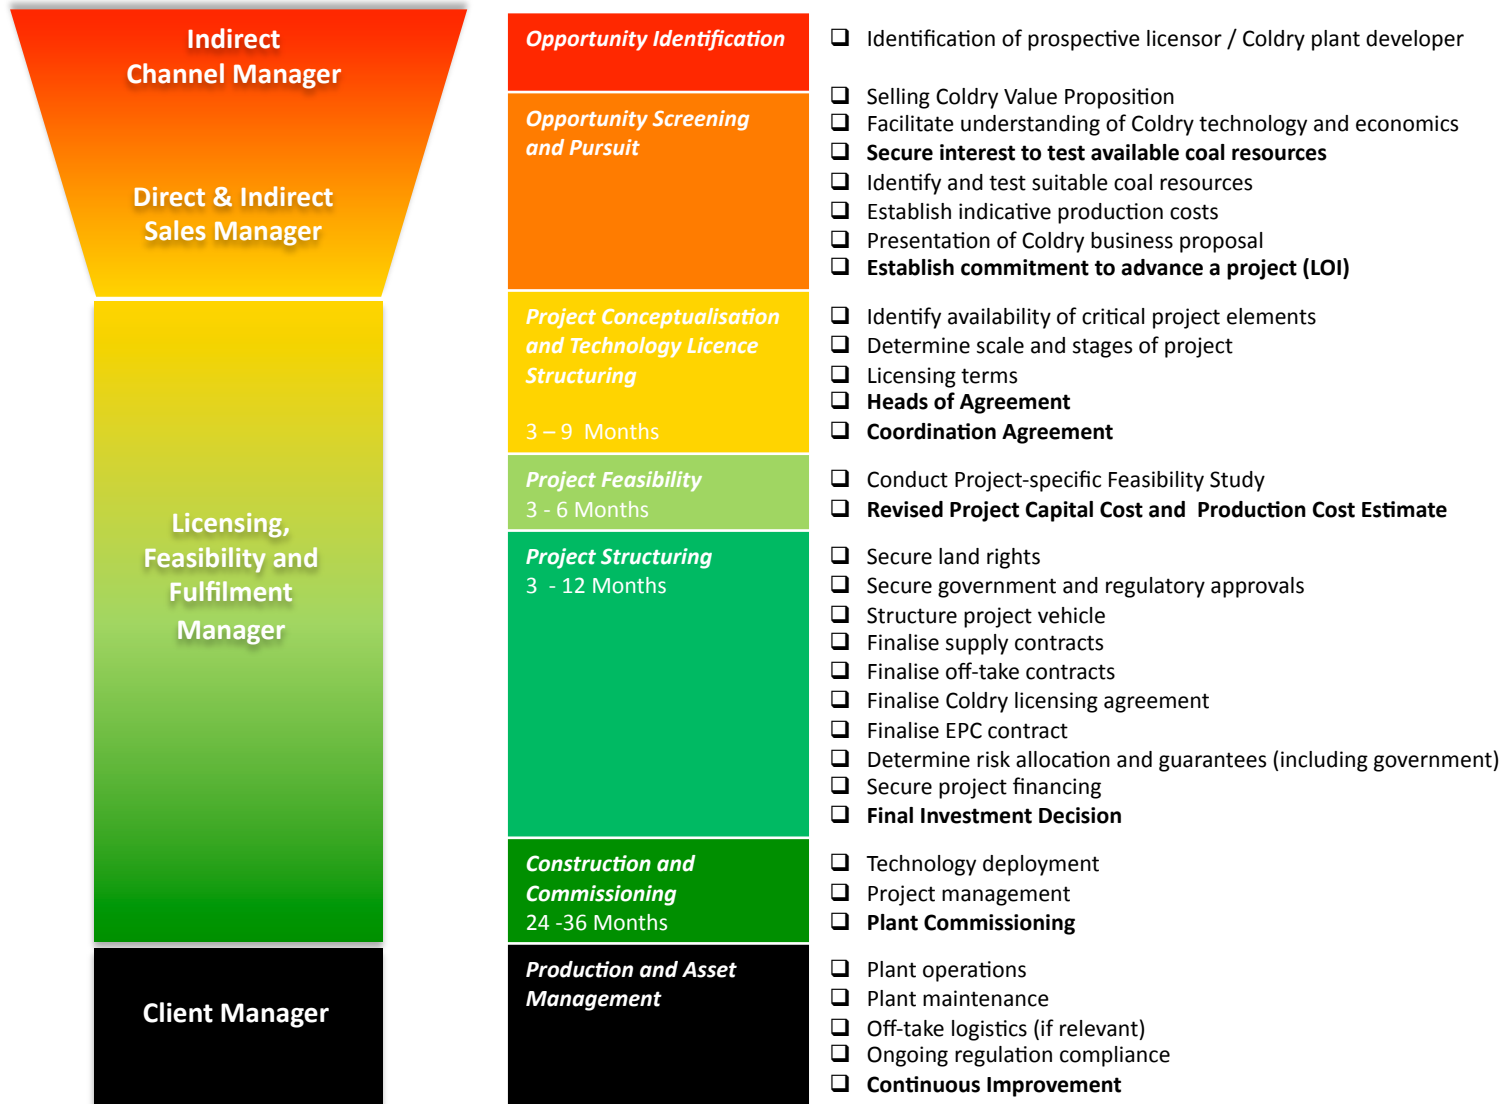 Indirect
Channel Manager
Direct & Indirect
Sales Manager
Licensing,
Feasibility and
Fulfilment
Manager
Client Manager
Opportunity Identification
Identification of prospective licensor / Coldry plant developer
Opportunity Screening
and Pursuit
Selling Coldry Value Proposition
Facilitate understanding of Coldry technology and economics
Secure interest to test available coal resources
Identify and test suitable coal resources
Establish indicative production costs
Presentation of Coldry business proposal
Establish commitment to advance a project (LOI)
Project Conceptualisation
and Technology Licence
Structuring
3 – 9 Months
Identify availability of critical project elements
Determine scale and stages of project
Licensing terms
Heads of Agreement
Coordination Agreement
Project Feasibility
3 - 6 Months
Conduct Project-specific Feasibility Study
Revised Project Capital Cost and Production Cost Estimate
Project Structuring
3 - 12 Months
Secure land rights
Secure government and regulatory approvals
Structure project vehicle
Finalise supply contracts
Finalise off-take contracts
Finalise Coldry licensing agreement
Finalise EPC contract
Determine risk allocation and guarantees (including government)
Secure project financing
Final Investment Decision
Construction and
Commissioning
24 -36 Months
Technology deployment
Project management
Plant Commissioning
Production and Asset
Management
Plant operations
Plant maintenance
Off-take logistics (if relevant)
Ongoing regulation compliance
Continuous Improvement